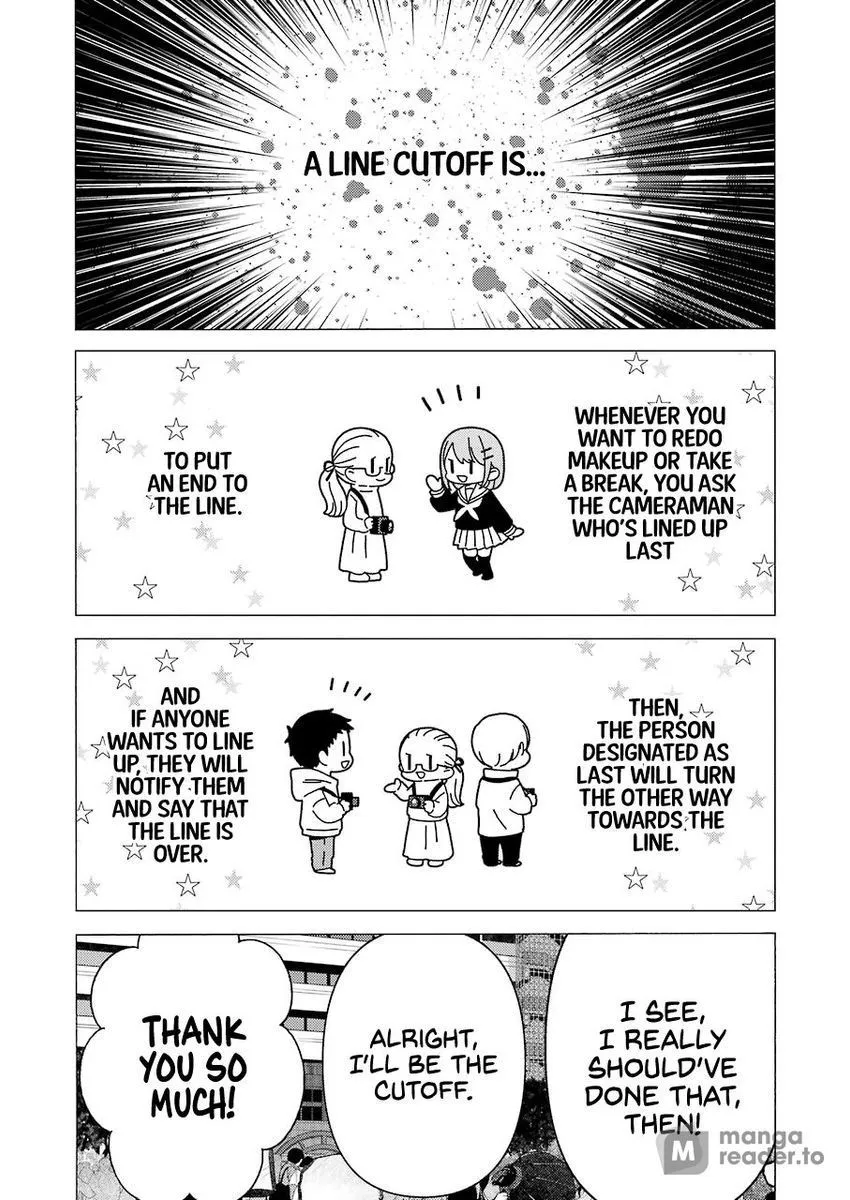 A LINE CUTOFF IS...
WHENEVER YOU
WANT TO REDO
MAKEUP OR TAKE
A BREAK, YOU ASK
THE CAMERAMAN
WHO'S LINED UP
LAST
TO PUT
AN END TO
THE LINE.
THEN,
THE PERSON
DESIGNATED AS
LAST WILL TURN
THE OTHER WAY
TOWARDS THE
LINE.
AND
IF ANYONE
WANTS TO LINE
UP, THEY WILL
NOTIFY THEM
AND SAY THAT
THE LINE IS
OVER.
I SEE,
I REALLY
SHOULD'VE
DONE THAT,
THEN!
ALRIGHT,
I'LL BE THE
CUTOFF.
THANK
YOU SO
MUCH!
M manga
reader.to